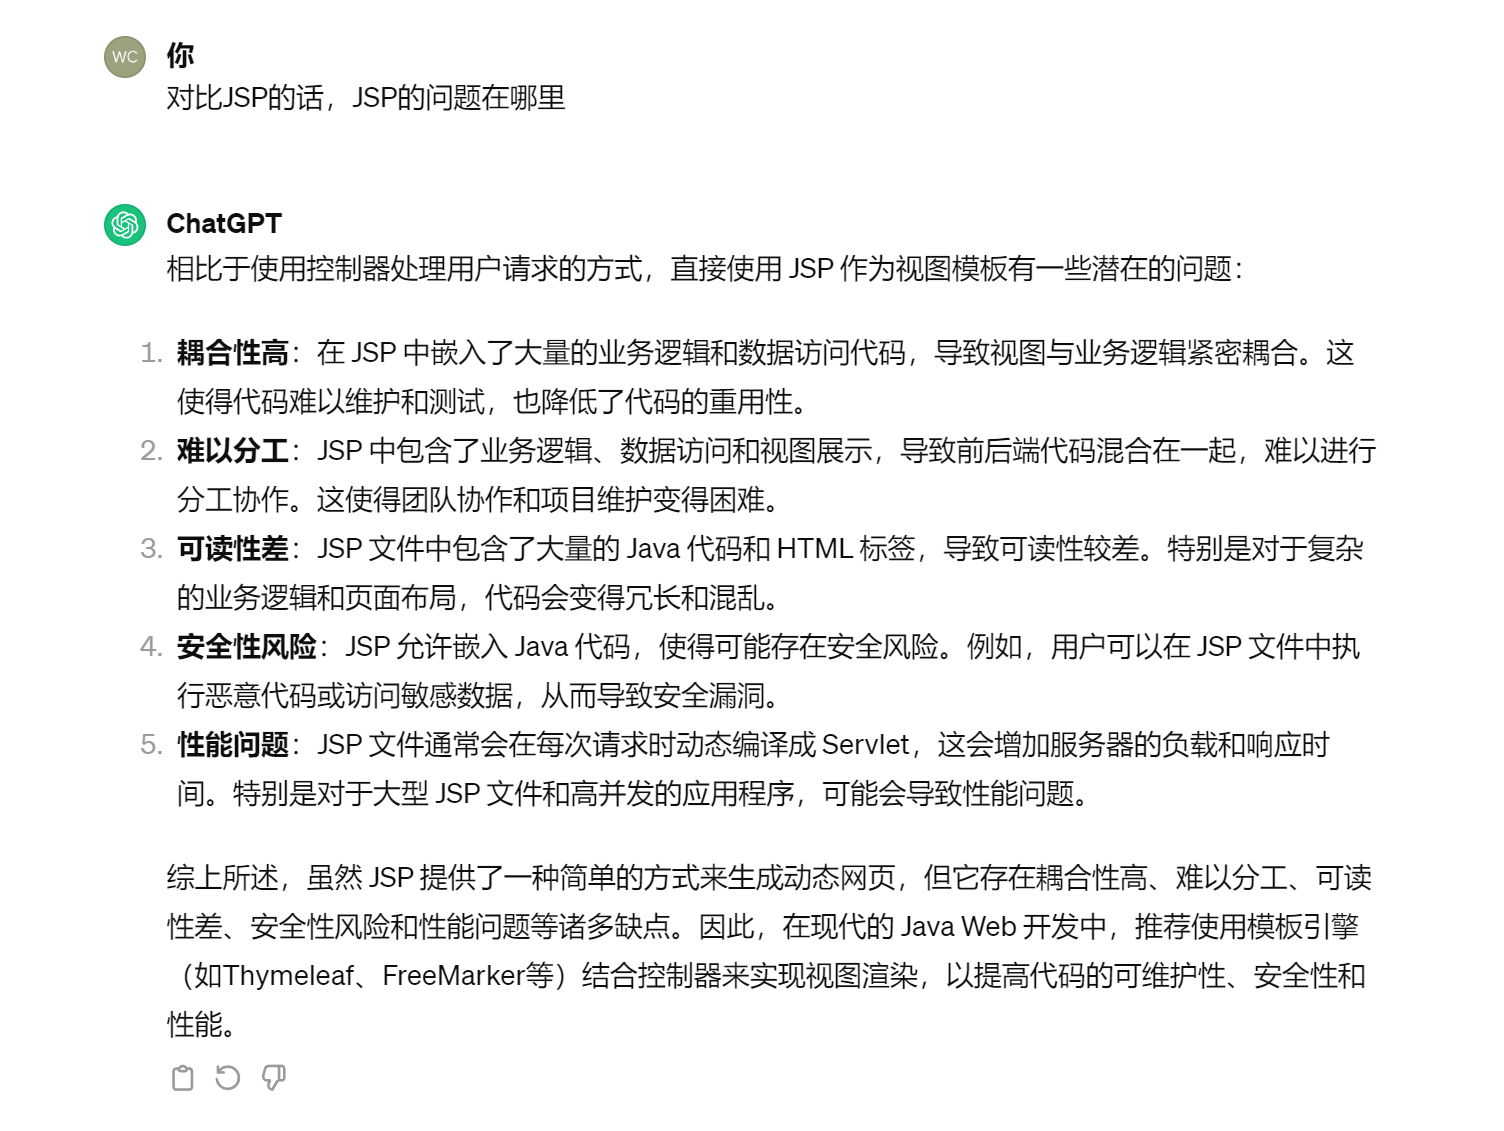 WC
你
对比JSP的话，JSP的问题在哪里
ChatGPT
相比于使用控制器处理用户请求的方式，直接使用 JSP 作为视图模板有一些潜在的问题：
1. 耦合性高：在 JSP 中嵌入了大量的业务逻辑和数据访问代码，导致视图与业务逻辑紧密耦合。这
使得代码难以维护和测试，也降低了代码的重用性。
2. 难以分工：JSP 中包含了业务逻辑、数据访问和视图展示，导致前后端代码混合在一起，难以进行
分工协作。这使得团队协作和项目维护变得困难。
3. 可读性差：JSP 文件中包含了大量的 Java 代码和 HTML 标签，导致可读性较差。特别是对于复杂
的业务逻辑和页面布局，代码会变得冗长和混乱。
4. 安全性风险：JSP 允许嵌入 Java 代码，使得可能存在安全风险。例如，用户可以在 JSP 文件中执
行恶意代码或访问敏感数据，从而导致安全漏洞。
5. 性能问题：JSP 文件通常会在每次请求时动态编译成 Servlet，这会增加服务器的负载和响应时
间。特别是对于大型 JSP 文件和高并发的应用程序，可能会导致性能问题。
综上所述，虽然 JSP 提供了一种简单的方式来生成动态网页，但它存在耦合性高、难以分工、可读
性差、安全性风险和性能问题等诸多缺点。因此，在现代的 Java Web 开发中，推荐使用模板引擎
（如Thymeleaf、FreeMarker等）结合控制器来实现视图渲染，以提高代码的可维护性、安全性和
性能。